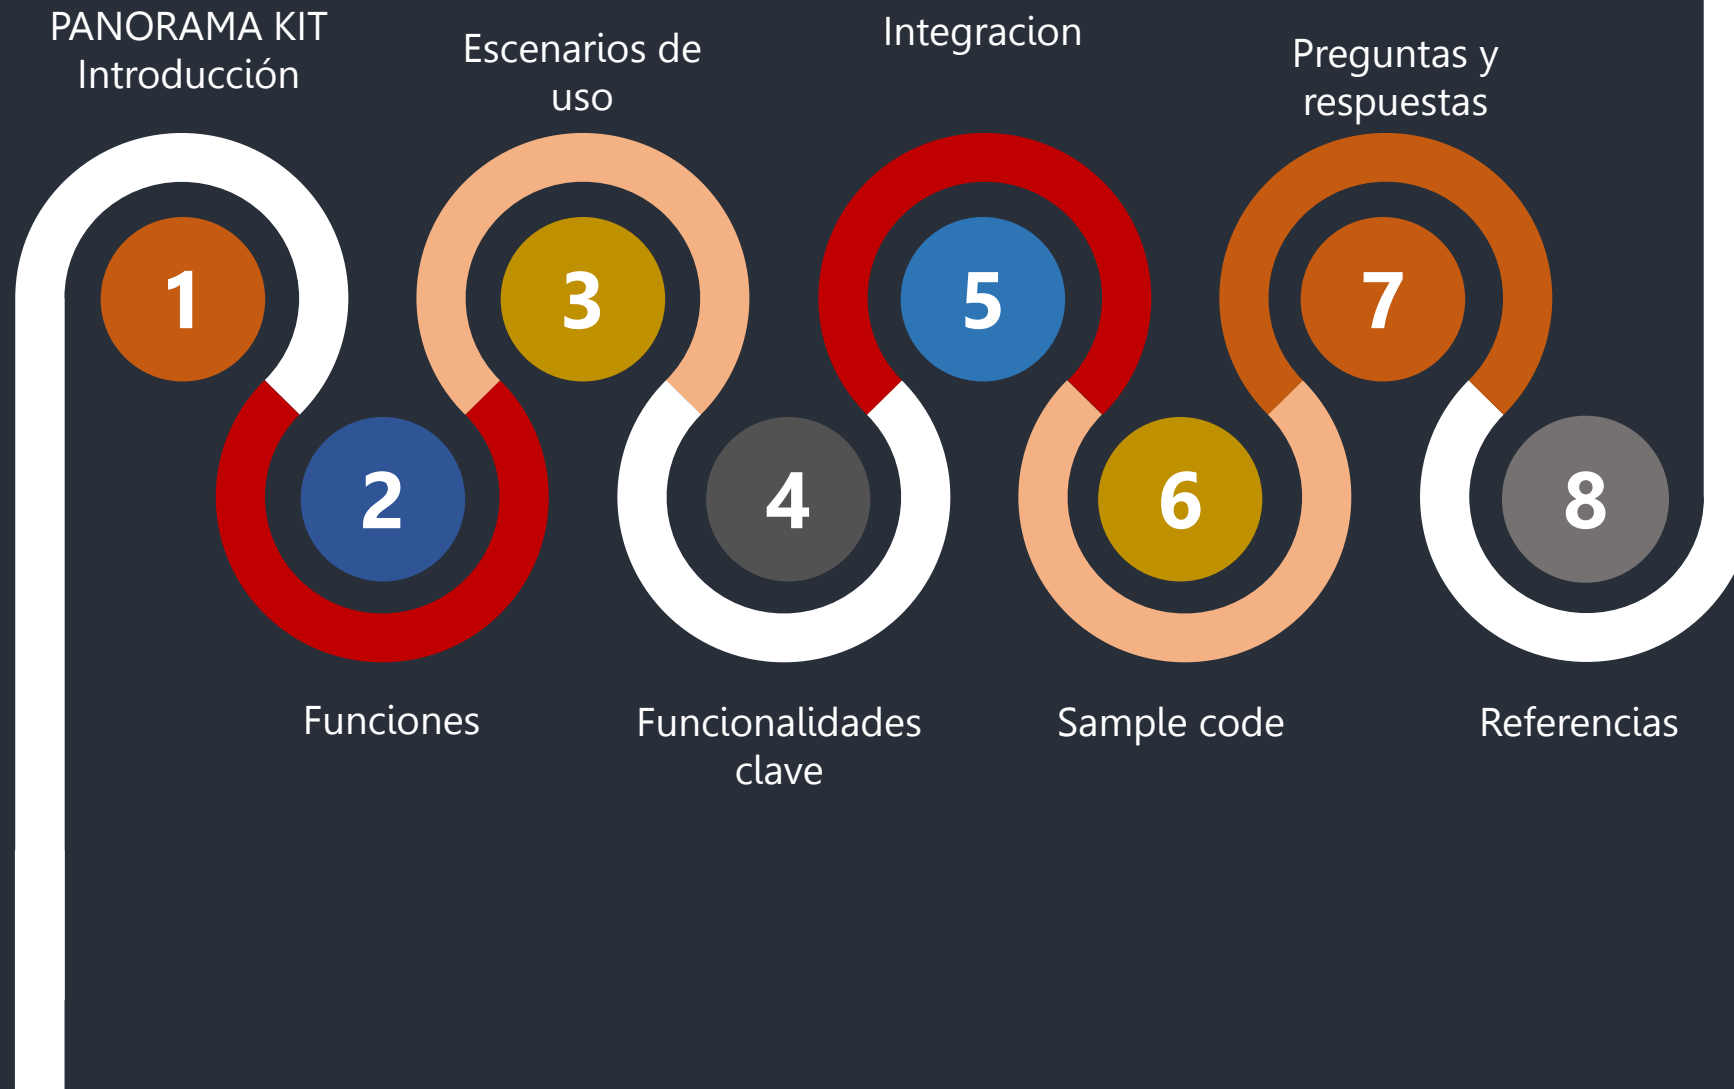 PANORAMA KIT
Introducción
1
Funciones
2
Escenarios de
uso
3
Funcionalidades
clave
4
Integracion
5
Sample code
6
Preguntas y
respuestas
7
Referencias
8